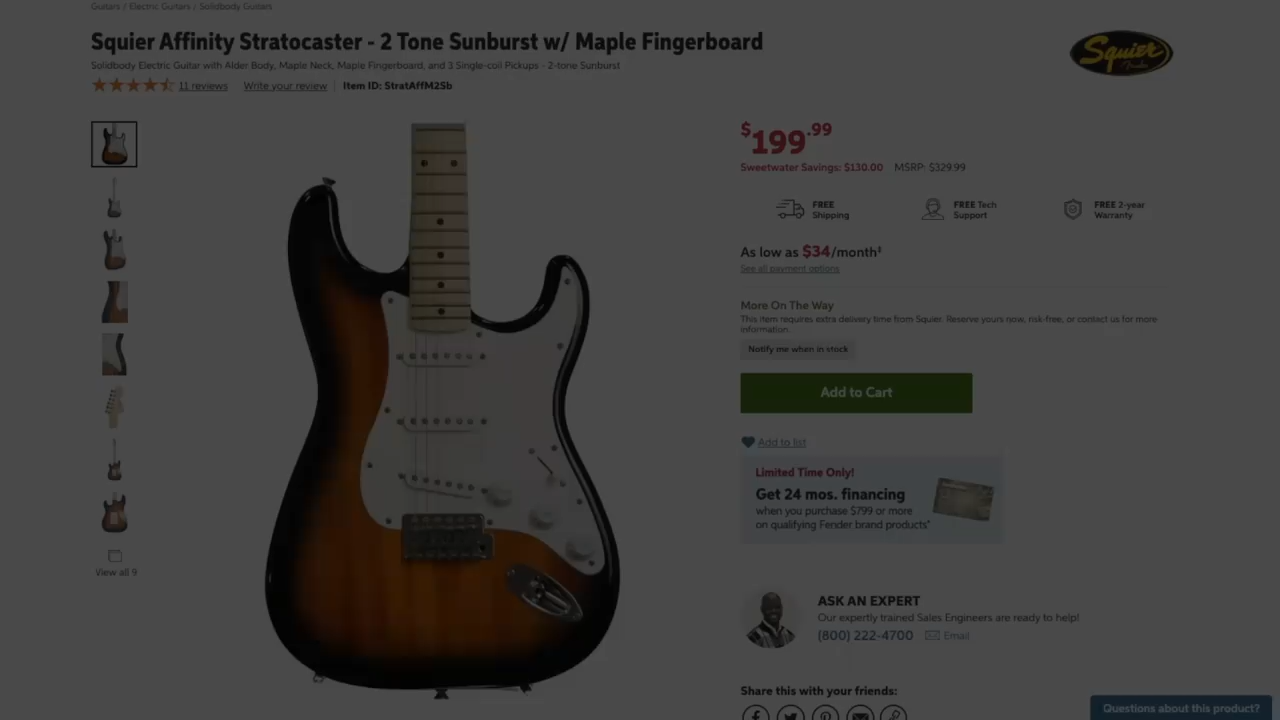 Guitars / Electric Guitars / Solidbody Guitars
Squier Affinity Stratocaster - 2 Tone Sunburst w/ Maple Fingerboard
Solidbody Electric Guitar with Alder Body, Maple Neck, Maple Fingerboard, and 3 Single-coil Pickups - 2-tone Sunburst
11 reviews Write your review Item ID: StratAffM2Sb
Squier
Fender
$199.99
Sweetwater Savings: $130.00 MSRP: $329.99
FREE Shipping
FREE Tech Support
FREE 2-year Warranty
As low as $34/month‡
See all payment options
More On The Way
This item requires extra delivery time from Squier. Reserve yours now, risk-free, or contact us for more
information.
Notify me when in stock
Add to Cart
Add to list
Limited Time Only!
Get 24 mos. financing
when you purchase $799 or more
on qualifying Fender brand products*
View all 9
ASK AN EXPERT
Our expertly trained Sales Engineers are ready to help!
(800) 222-4700 Email
Share this with your friends:
Questions about this product?